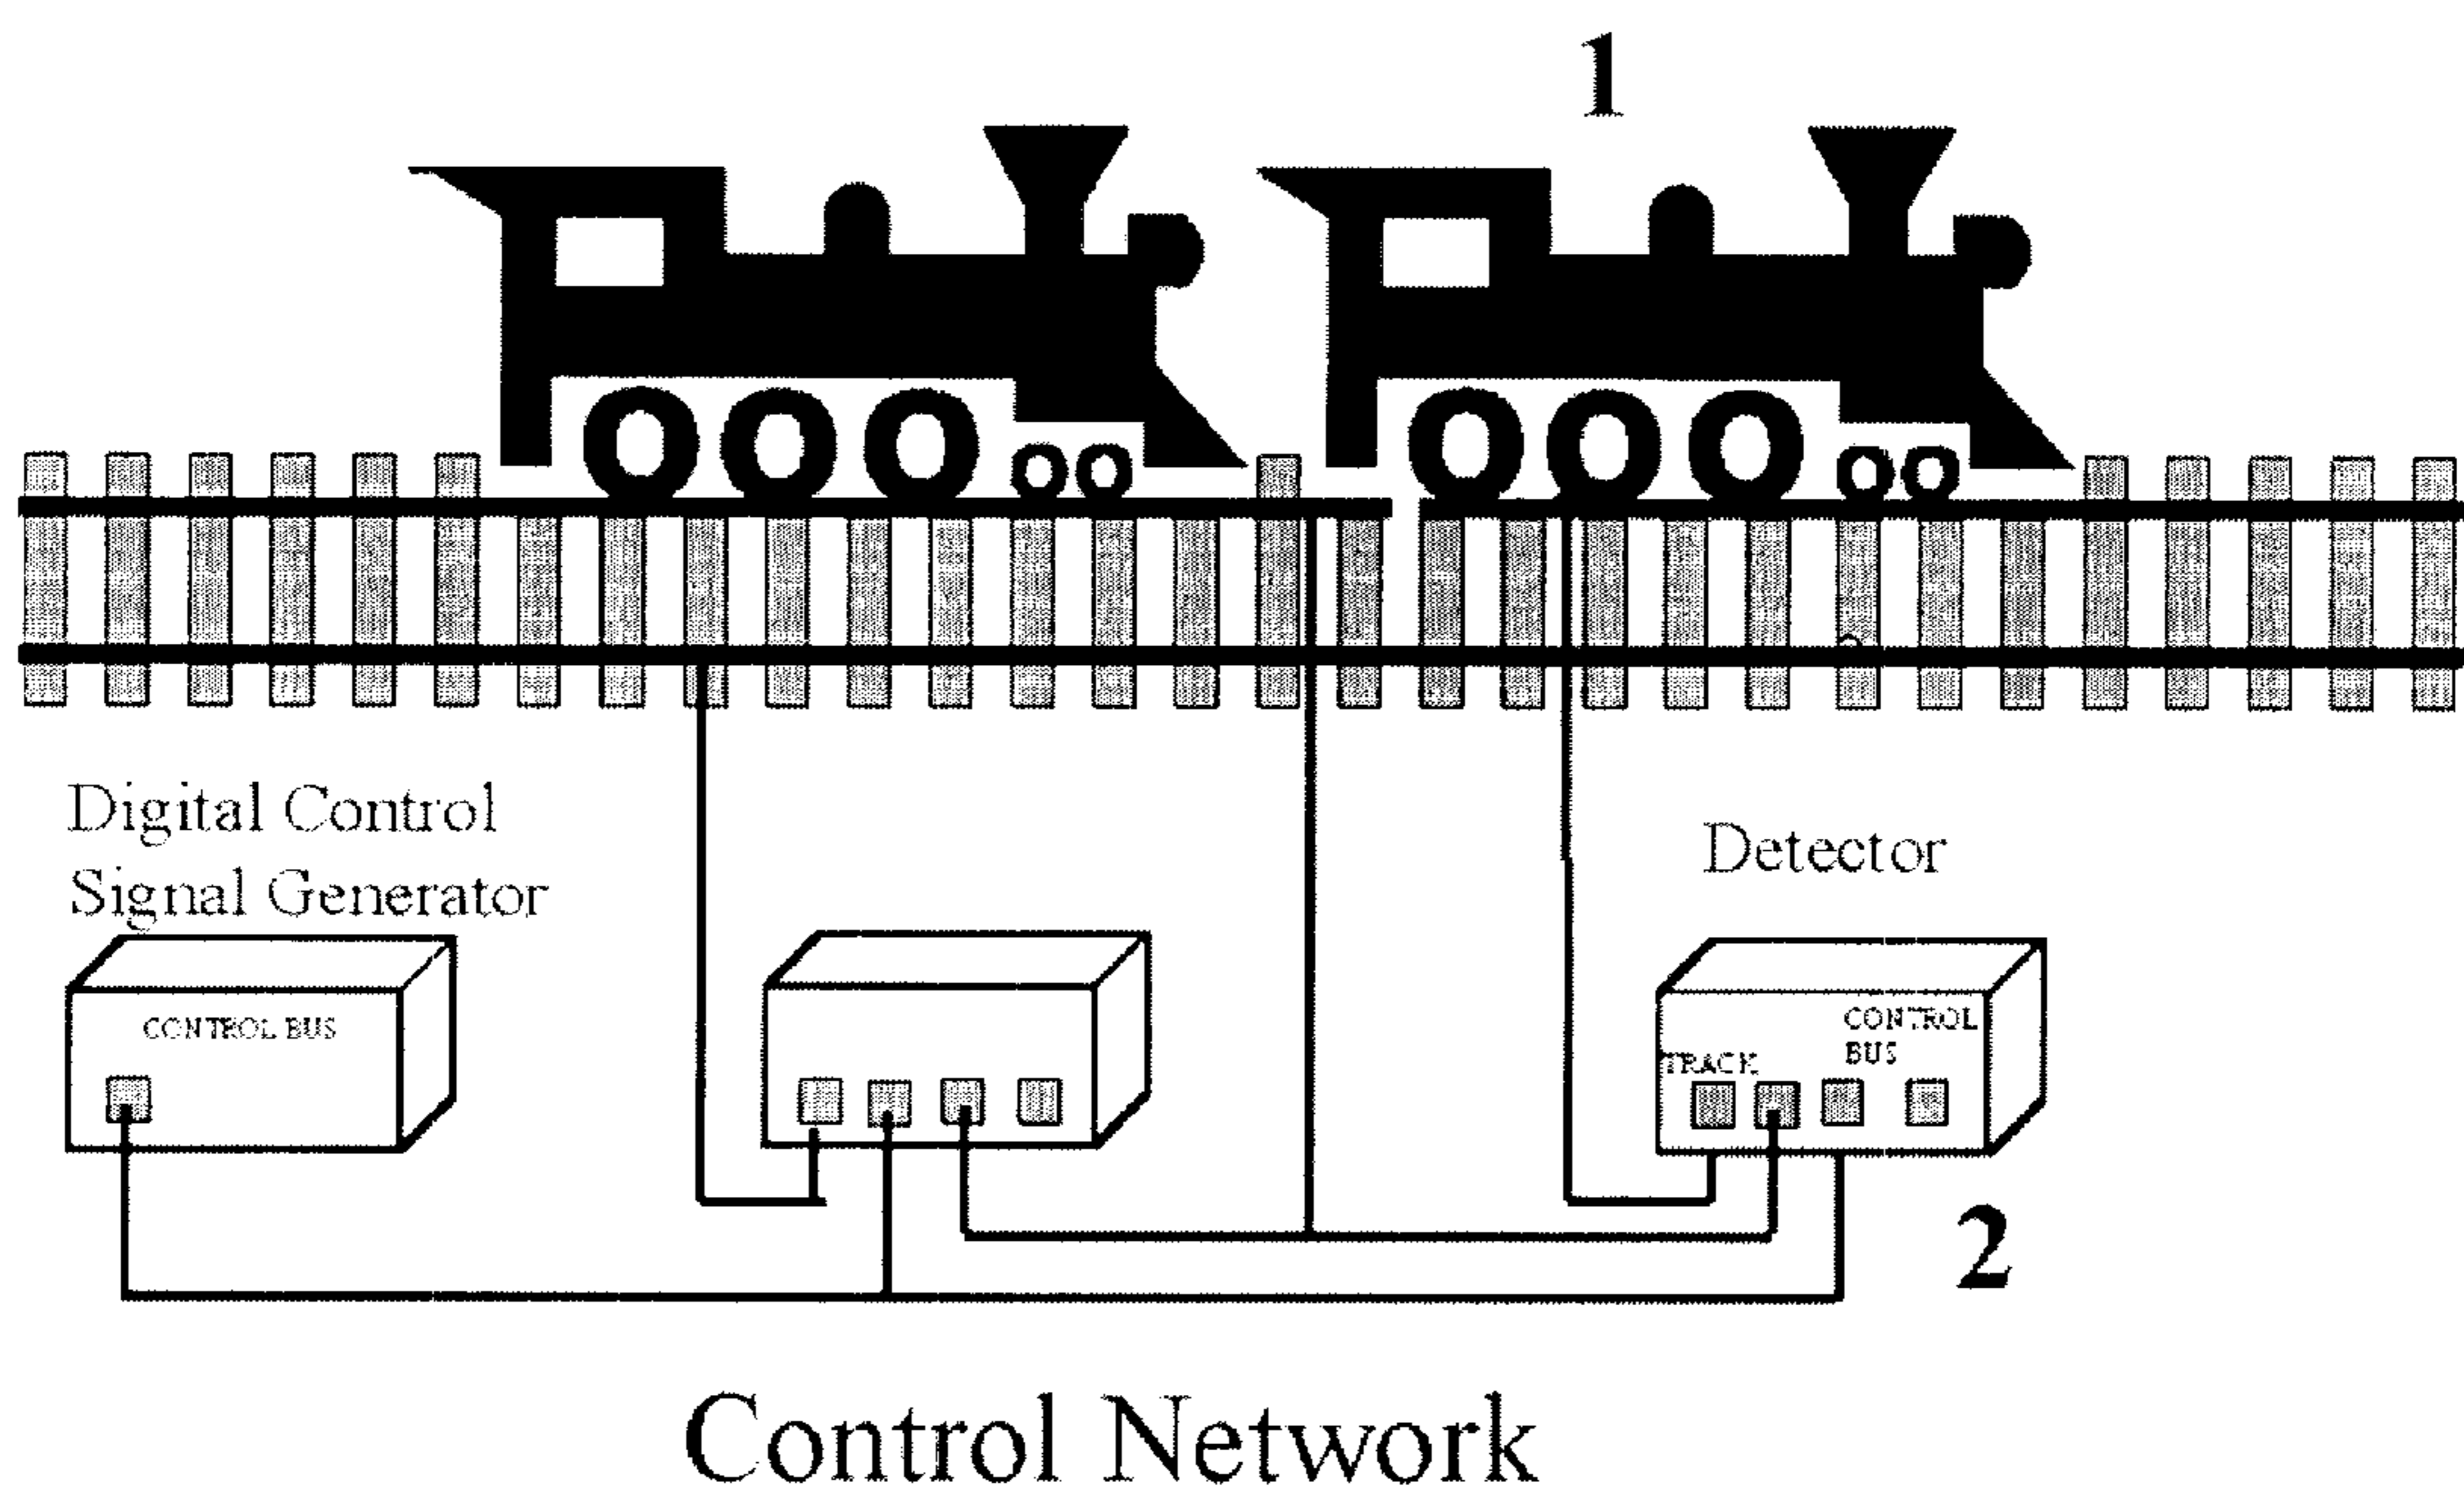 1
Digital Control
Signal Generator
Detector
CONTROL BUS
CONTROL
BUS
TRACK
2
Control Network